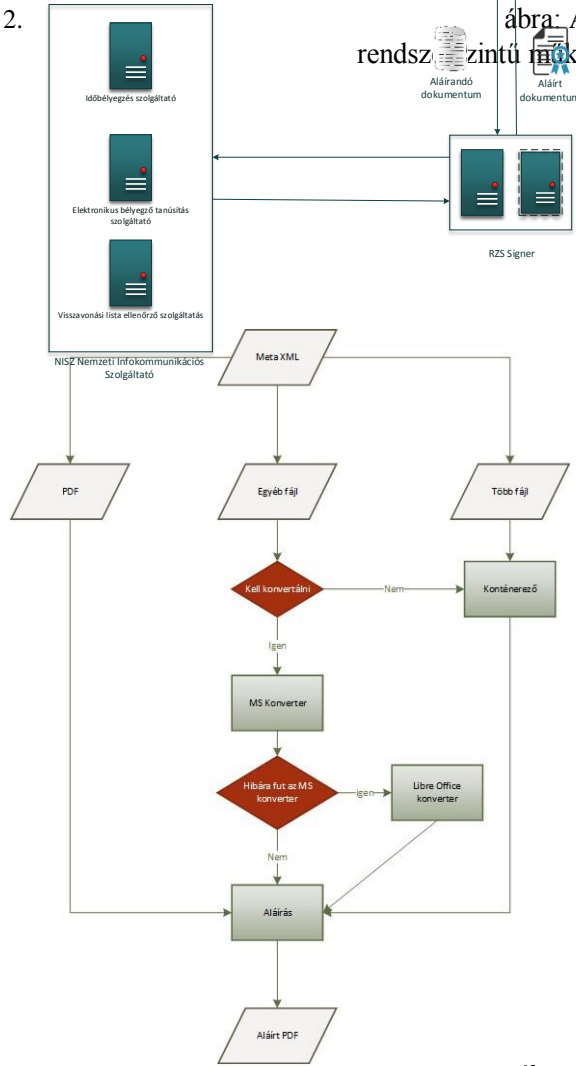 2. ábra: A
rendsz zintű
Időbélyegzés szolgáltató
Aláírandó
dokumentum
Aláírt
dokumentum
Elektronikus bélyegző tanúsítás
szolgáltató
RZS Signer
Visszavonási lista ellenőrző szolgáltatás
NISZ Nemzeti Infokommunikációs
Szolgáltató
Meta XML
PDF
Egyéb fájl
Több fájl
Kell konvertálni
Nem
Konténerező
Igen
MS Konverter
Hibára fut az MS
konverter
igen
Libre Office
konverter
Nem
Aláírás
Aláírt PDF